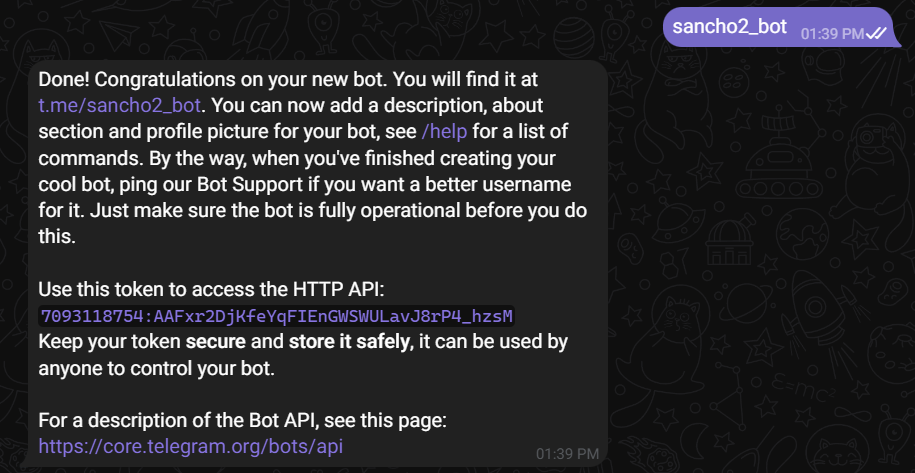 sancho2_bot 01:39 PM
Done! Congratulations on your new bot. You will find it at
t.me/sancho2_bot. You can now add a description, about
section and profile picture for your bot, see /help for a list of
commands. By the way, when you've finished creating your
cool bot, ping our Bot Support if you want a better username
for it. Just make sure the bot is fully operational before you do
this.
Use this token to access the HTTP API:
7093118754:AAFxr2DjKfeYqFIEnGWSWULavJ8rP4_hzsM
Keep your token secure and store it safely, it can be used by
anyone to control your bot.
For a description of the Bot API, see this page:
https://core.telegram.org/bots/api
01:39 PM